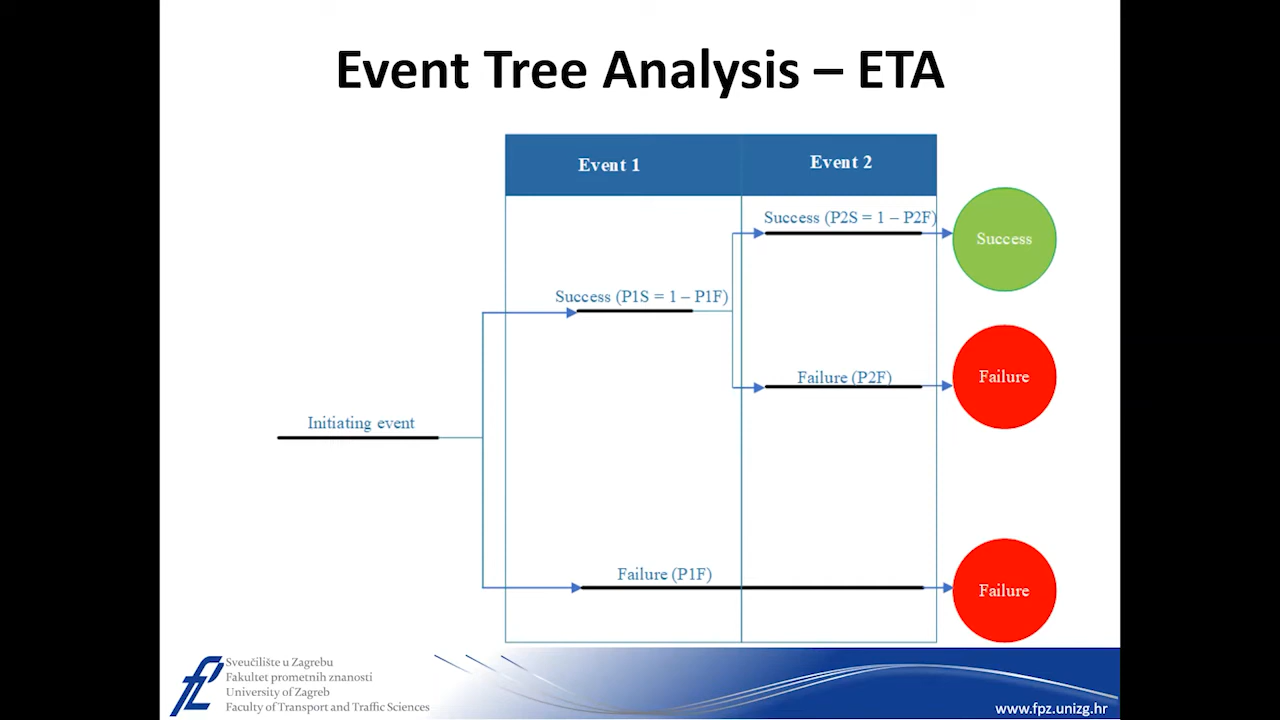 Event Tree Analysis – ETA
Event 1
Event 2
Success (P2S = 1 – P2F)
Success
Success (P1S = 1 – P1F)
Failure (P2F)
Failure
Initiating event
Failure (P1F)
Failure
Sveučilište u Zagrebu
Fakultet prometnih znanosti
University of Zagreb
Faculty of Transport and Traffic Sciences
www.fpz.unizg.hr